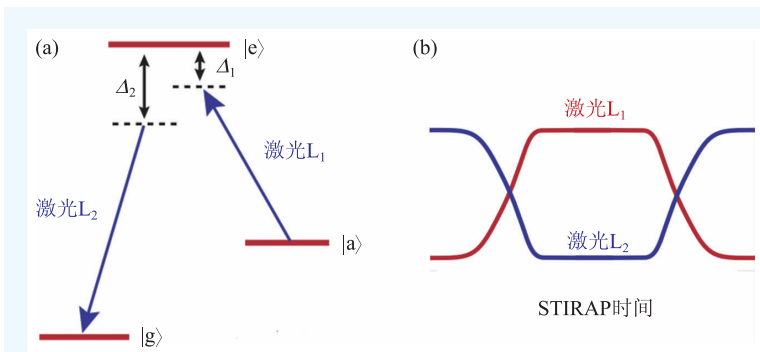 (a)
|e⟩
Δ₁
Δ₂
激光L₁
激光L₂
|a⟩
|g⟩
(b)
激光L₁
激光L₂
STIRAP时间